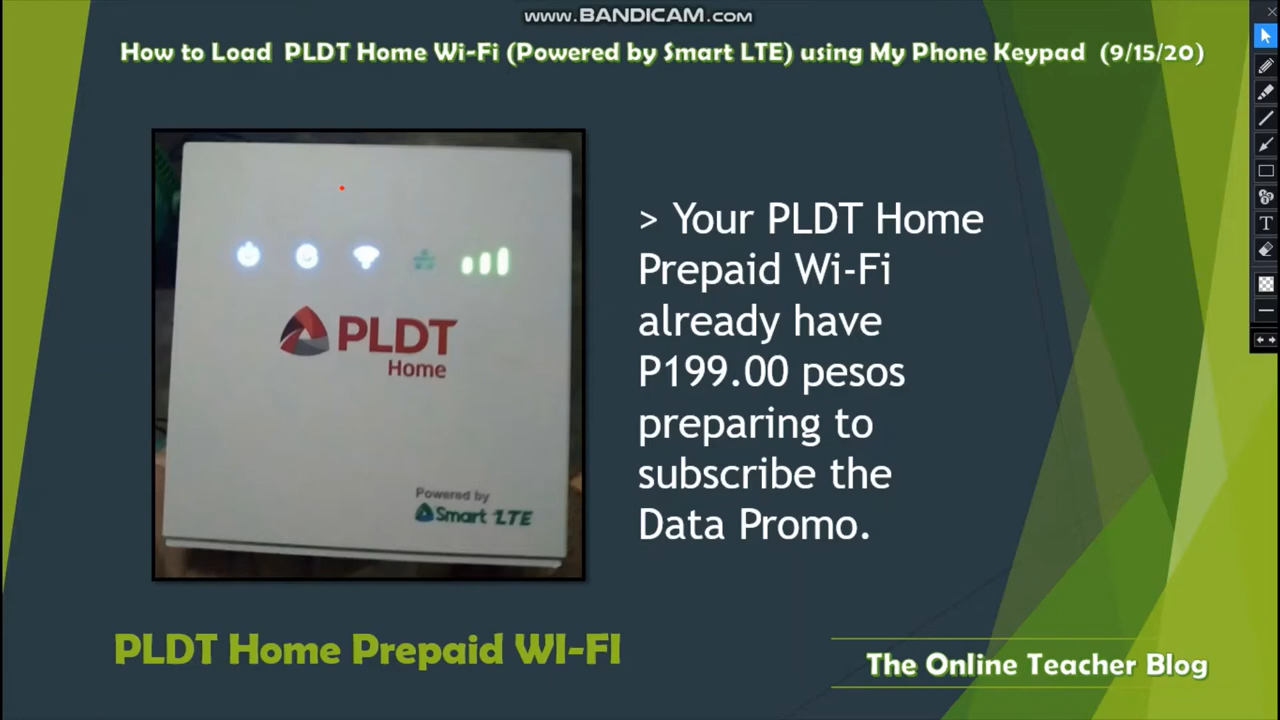 www.BANDICAM.com
How to Load PLDT Home Wi-Fi (Powered by Smart LTE) using My Phone Keypad (9/15/20)
> Your PLDT Home
Prepaid Wi-Fi
already have
P199.00 pesos
preparing to
subscribe the
Data Promo.
PLDT
Home
Powered by
Smart LTE
PLDT Home Prepaid WI-FI
The Online Teacher Blog
T